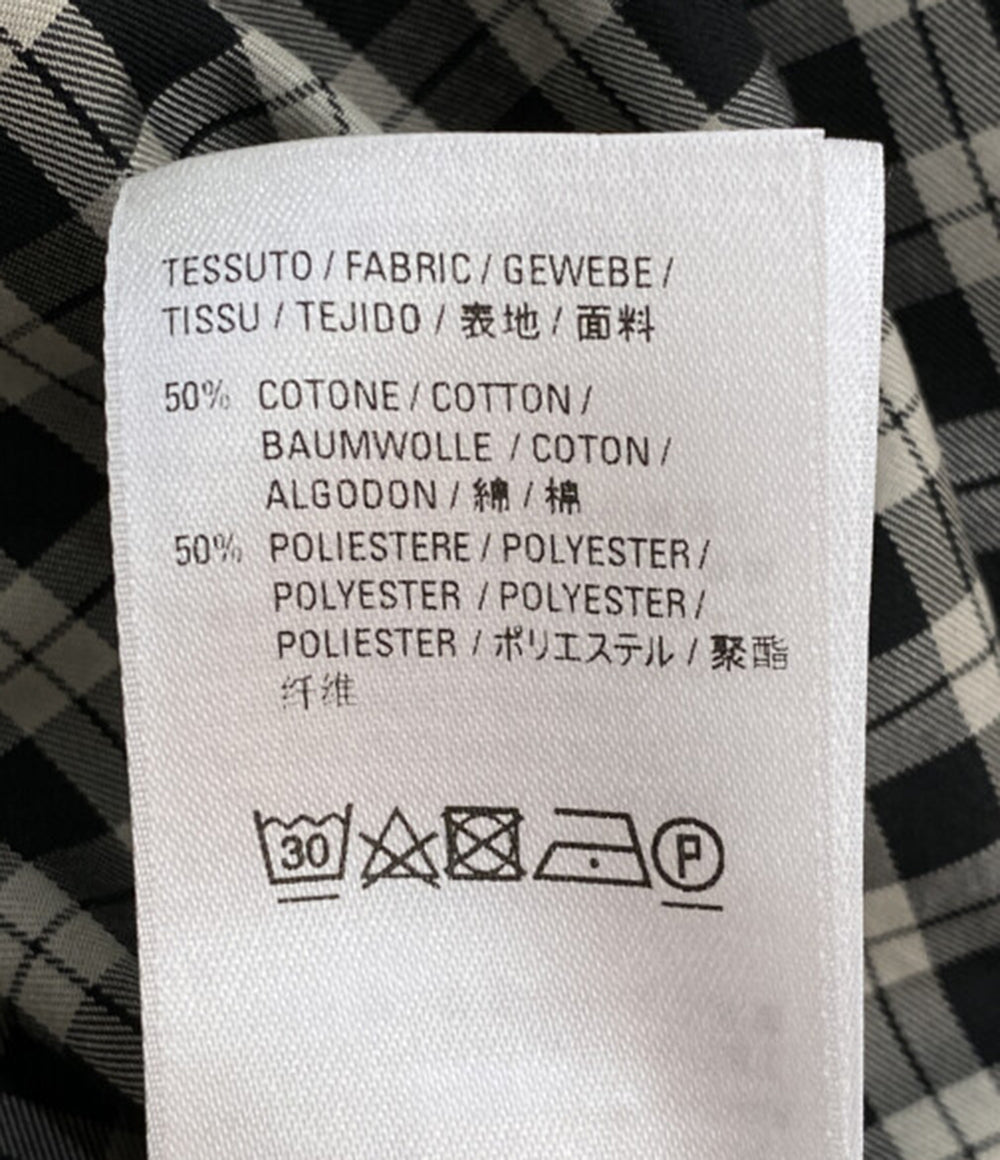 TESSUTO / FABRIC / GEWEBE /
TISSU / TEJIDO / 表地 / 面料
50% COTONE / COTTON /
BAUMWOLLE / COTON /
ALGODON / 綿 / 棉
50% POLIESTERE / POLYESTER /
POLYESTER / POLYESTER /
POLIESTER / ポリエステル / 聚酯
纤维
30 P